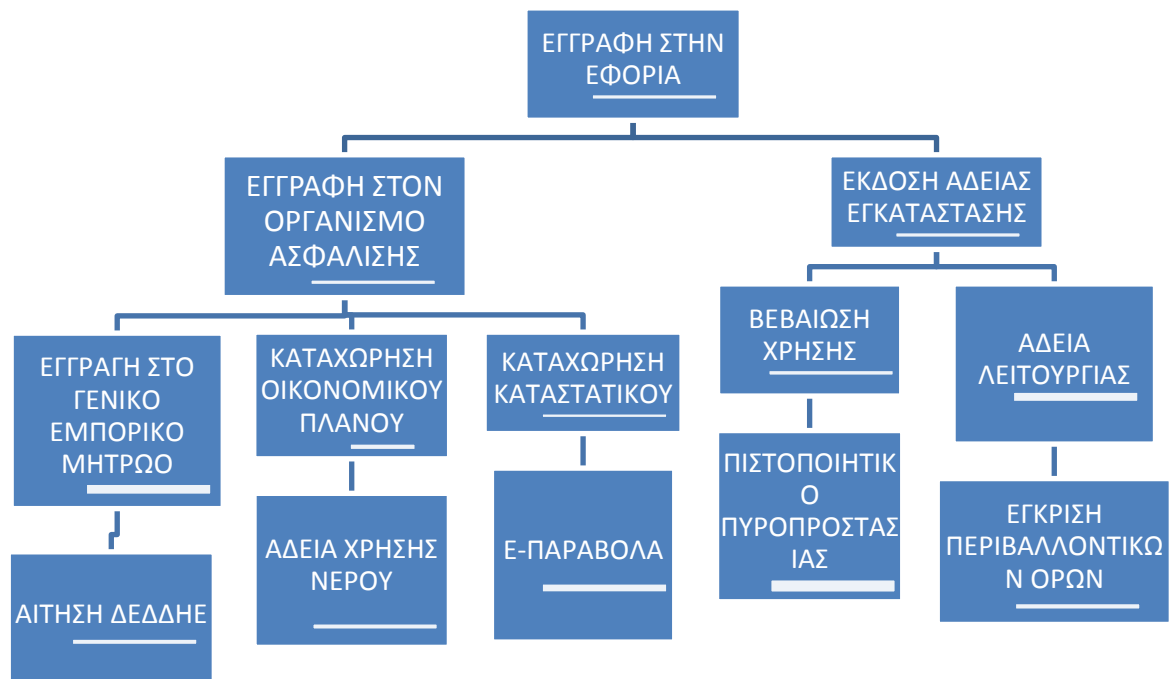 ΕΓΓΡΑΦΗ ΣΤΗΝ
ΕΦΟΡΙΑ
ΕΓΓΡΑΦΗ ΣΤΟΝ
ΟΡΓΑΝΙΣΜΟ
ΑΣΦΑΛΙΣΗΣ
ΕΚΔΟΣΗ ΑΔΕΙΑΣ
ΕΓΚΑΤΑΣΤΑΣΗΣ
ΕΓΓΡΑΓΗ ΣΤΟ
ΓΕΝΙΚΟ
ΕΜΠΟΡΙΚΟ
ΜΗΤΡΩΟ
ΚΑΤΑΧΩΡΗΣΗ
ΟΙΚΟΝΟΜΙΚΟΥ
ΠΛΑΝΟΥ
ΚΑΤΑΧΩΡΗΣΗ
ΚΑΤΑΣΤΑΤΙΚΟΥ
ΒΕΒΑΙΩΣΗ
ΧΡΗΣΗΣ
ΑΔΕΙΑ
ΛΕΙΤΟΥΡΓΙΑΣ
ΑΙΤΗΣΗ ΔΕΔΔΗΕ
ΑΔΕΙΑ ΧΡΗΣΗΣ
ΝΕΡΟΥ
Ε-ΠΑΡΑΒΟΛΑ
ΠΙΣΤΟΠΟΙΗΤΙΚ
Ο
ΠΥΡΟΠΡΟΣΤΑΣ
ΙΑΣ
ΕΓΚΡΙΣΗ
ΠΕΡΙΒΑΛΛΟΝΤΙΚΩ
Ν ΟΡΩΝ